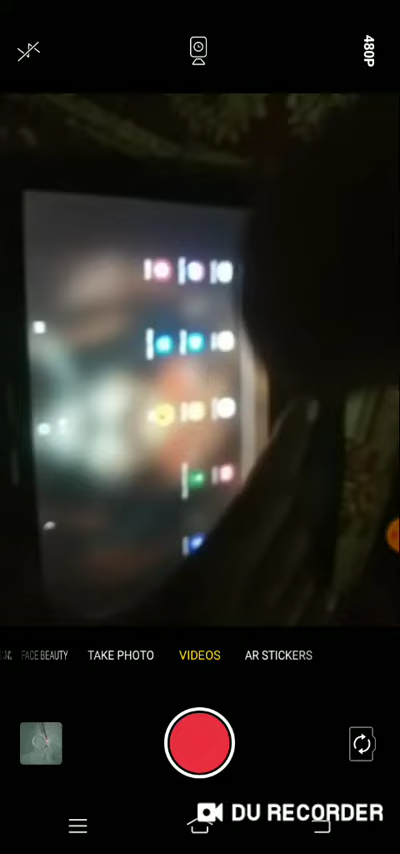 480P
FACE BEAUTY
TAKE PHOTO
VIDEOS
AR STICKERS
DU RECORDER